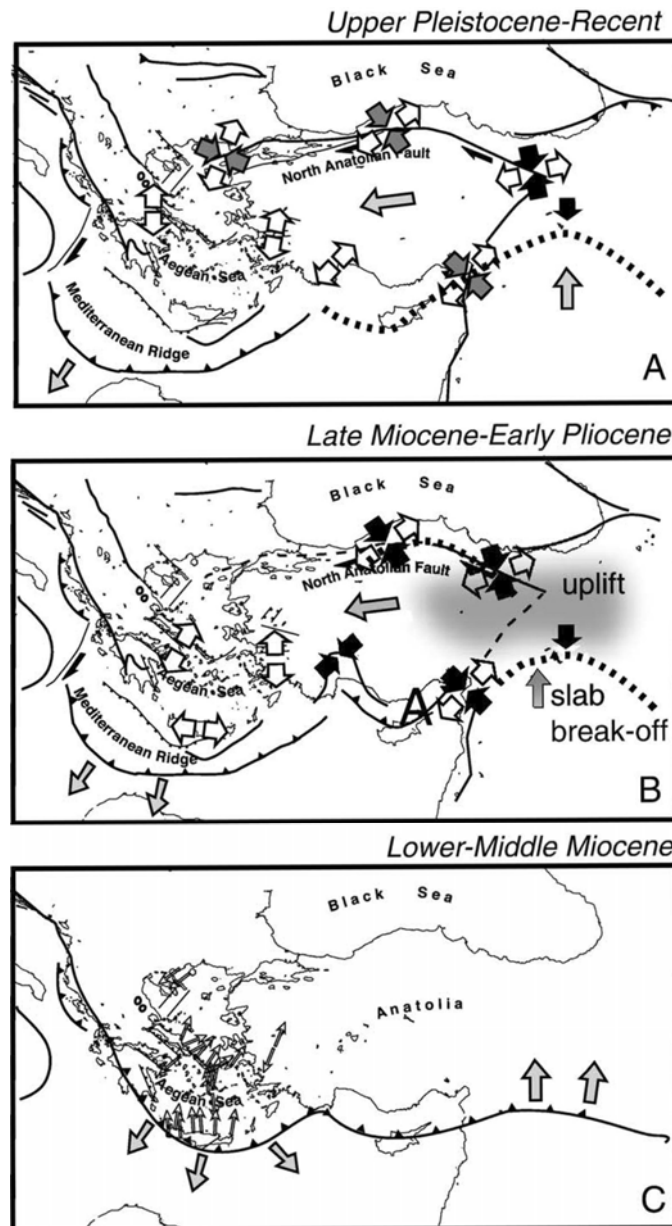 Upper Pleistocene-Recent
Black Sea
North Anatolian Fault
Aegean Sea
Mediterranean Ridge
A
Late Miocene-Early Pliocene
Black Sea
North Anatolian Fault
uplift
Aegean Sea
A
slab
break-off
Mediterranean Ridge
B
Lower-Middle Miocene
Black Sea
Anatolia
Aegean Sea
C